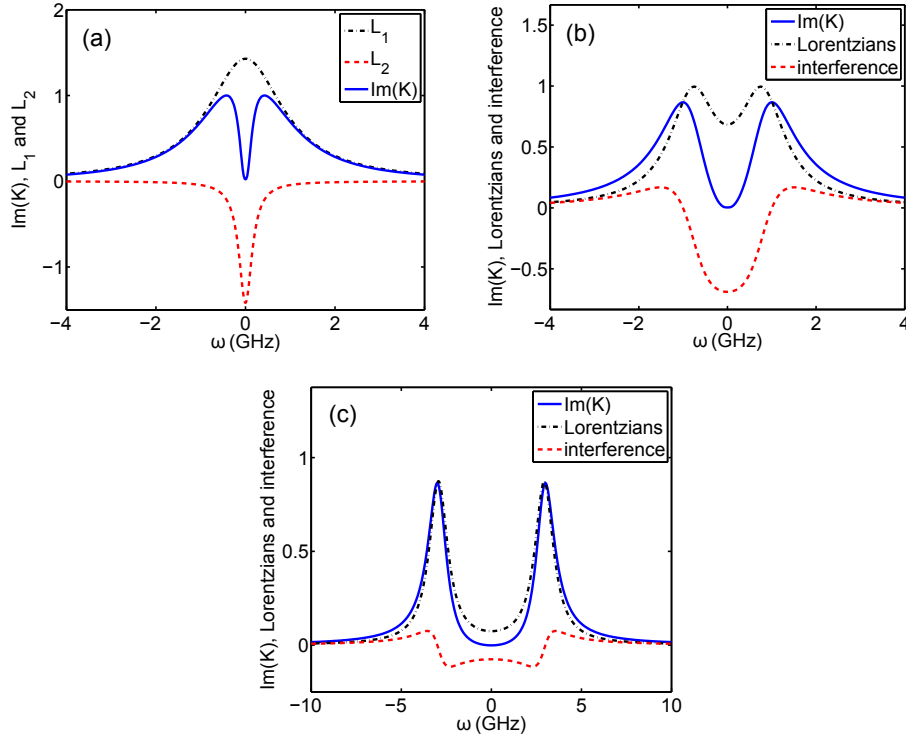 (a)
L1
L2
Im(K)
Im(K), L1 and L2
1
0
−1
−4
−2
0
2
4
ω (GHz)
(b)
Im(K)
Lorentzians
interference
Im(K), Lorentzians and interference
1.5
1
0.5
0
−0.5
−4
−2
0
2
4
ω (GHz)
(c)
Im(K)
Lorentzians
interference
Im(K), Lorentzians and interference
1
0.5
0
−10
−5
0
5
10
ω (GHz)